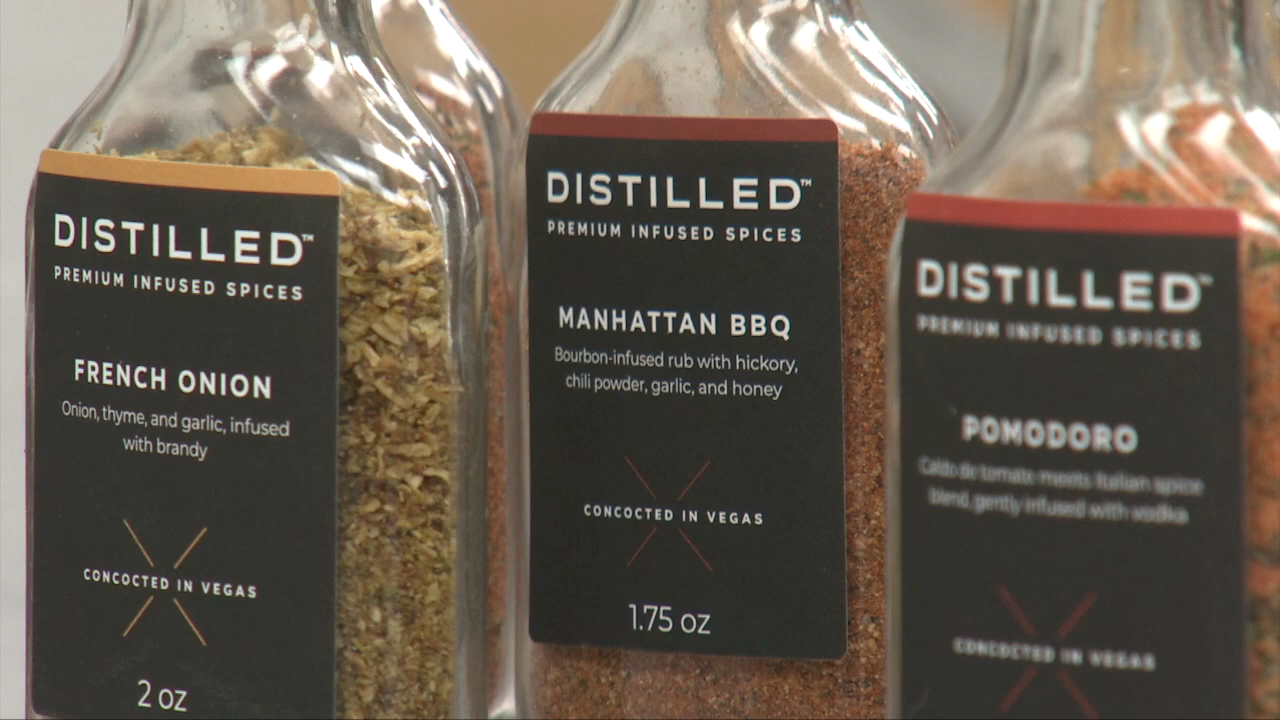 DISTILLED™
PREMIUM INFUSED SPICES
FRENCH ONION
Onion, thyme, and garlic, infused
with brandy
CONCOCTED IN VEGAS
2 oz
DISTILLED™
PREMIUM INFUSED SPICES
MANHATTAN BBQ
Bourbon-infused rub with hickory,
chili powder, garlic, and honey
CONCOCTED IN VEGAS
1.75 oz
DISTILLED™
PREMIUM INFUSED SPICES
POMODORO
Caldo de tomate meets Italian spice
blend, gently infused with vodka
CONCOCTED IN VEGAS